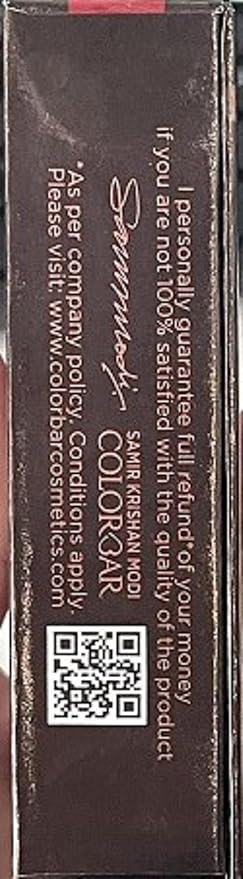 I personally guarantee full refund* of your money
if you are not 100% satisfied with the quality of the product
Sammodi
SAMIR KRISHAN MODI
COLORBAR
*As per company policy. Conditions apply.
Please visit: www.colorbarcosmetics.com